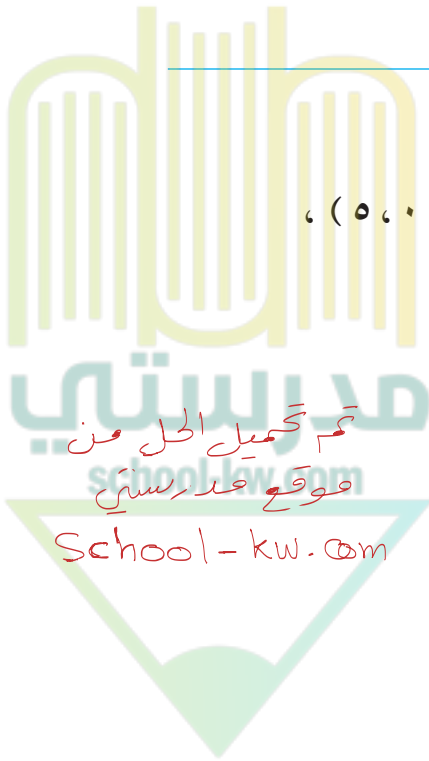 ٠ ، ٥ ) ،
مدرستي
school-kw.com
تم تحميل الحل من
موقع مدرستي
School-kw.com